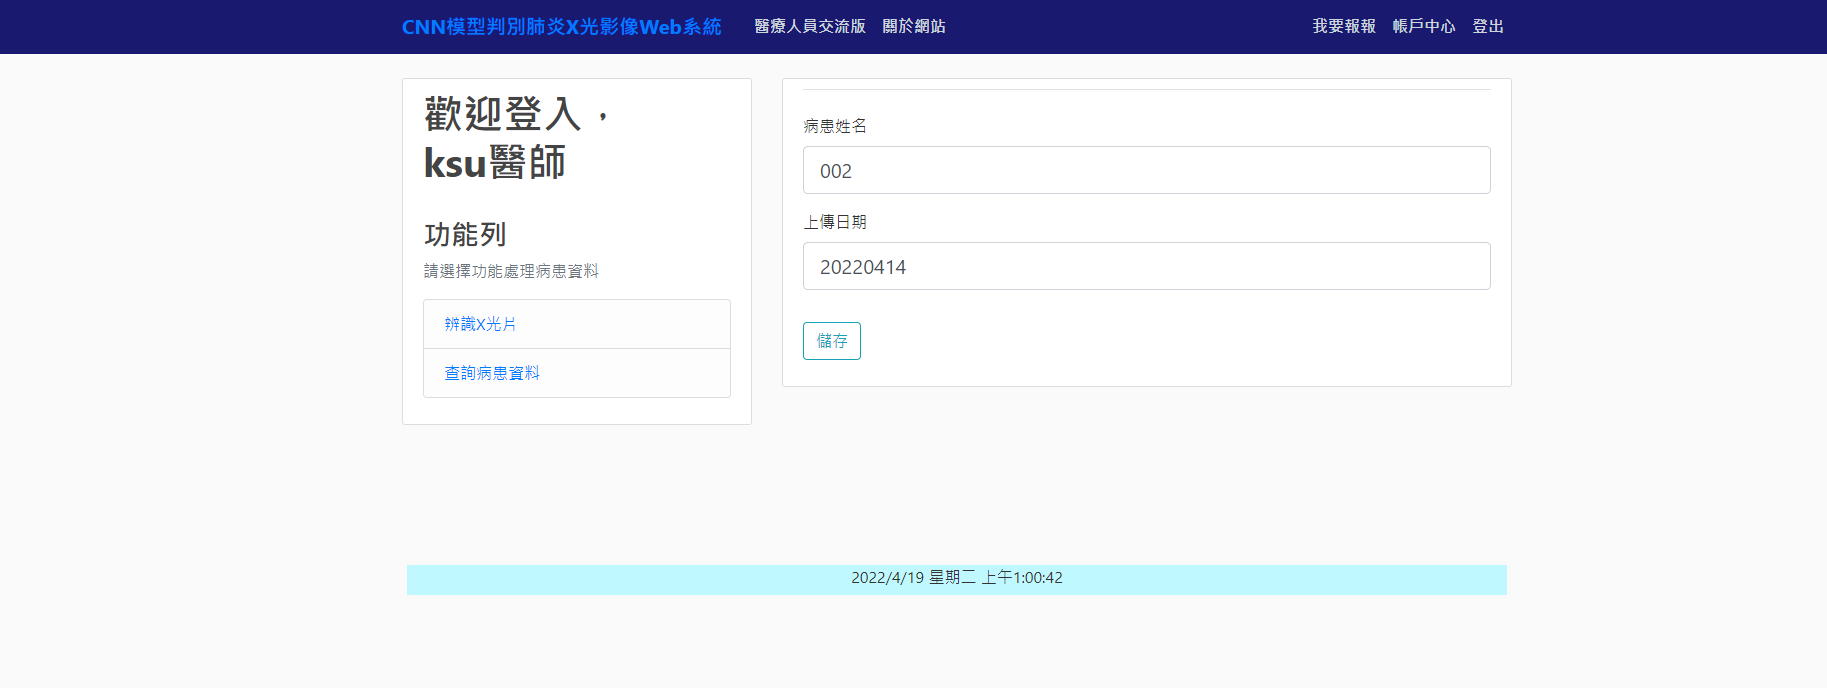 CNN模型判別肺炎X光影像Web系統 醫療人員交流版 關於網站 我要報報 帳戶中心 登出
歡迎登入，
ksu醫師
功能列
請選擇功能處理病患資料
辨識X光片
查詢病患資料
病患姓名
002
上傳日期
20220414
儲存
2022/4/19 星期二 上午1:00:42